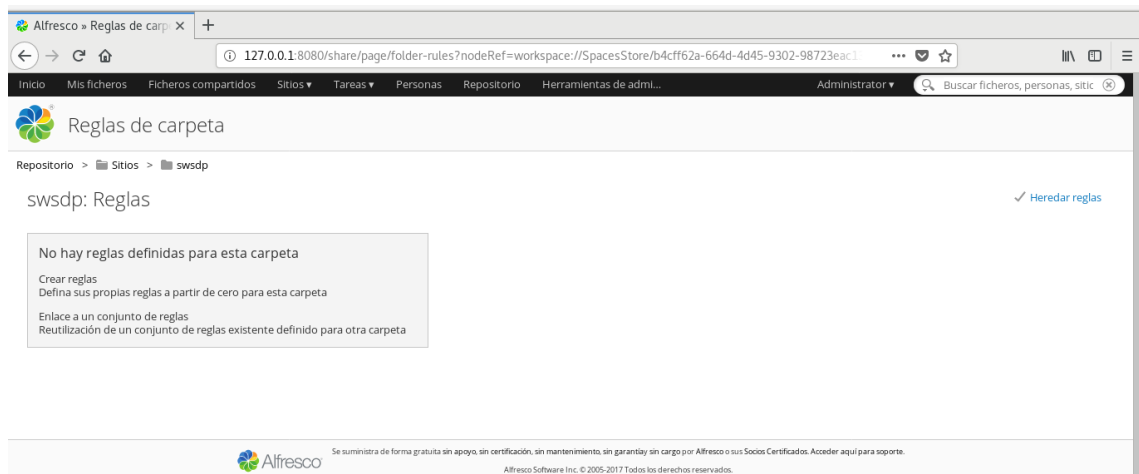 Alfresco » Reglas de carp
127.0.0.1:8080/share/page/folder-rules?nodeRef=workspace://SpacesStore/b4cff62a-664d-4d45-9302-98723eac1
Inicio Mis ficheros Ficheros compartidos Sitios ▾ Tareas ▾ Personas Repositorio Herramientas de admi... Administrator ▾ Buscar ficheros, personas, sitic
Reglas de carpeta
Repositorio > Sitios > swsdp
swsdp: Reglas
Heredar reglas
No hay reglas definidas para esta carpeta
Crear reglas
Defina sus propias reglas a partir de cero para esta carpeta
Enlace a un conjunto de reglas
Reutilización de un conjunto de reglas existente definido para otra carpeta
Alfresco
Se suministra de forma gratuita sin apoyo, sin certificación, sin mantenimiento, sin garantíay sin cargo por Alfresco o sus Socios Certificados. Acceder aquí para soporte.
Alfresco Software Inc. © 2005-2017 Todos los derechos reservados.